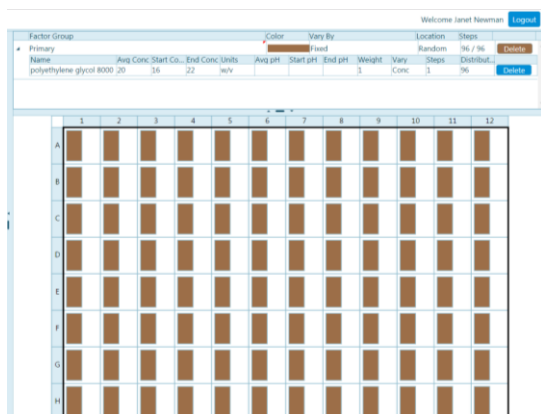 Welcome Janet Newman Logout
Factor Group Color Vary By Location Steps
Primary Fixed Random 96 / 96 Delete
Name Avg Conc Start Co... End Conc Units Avg pH Start pH End pH Weight Vary Steps Distribut...
polyethylene glycol 8000 20 16 22 w/v 1 Conc 1 96 Delete
1 2 3 4 5 6 7 8 9 10 11 12
A
B
C
D
E
F
G
H